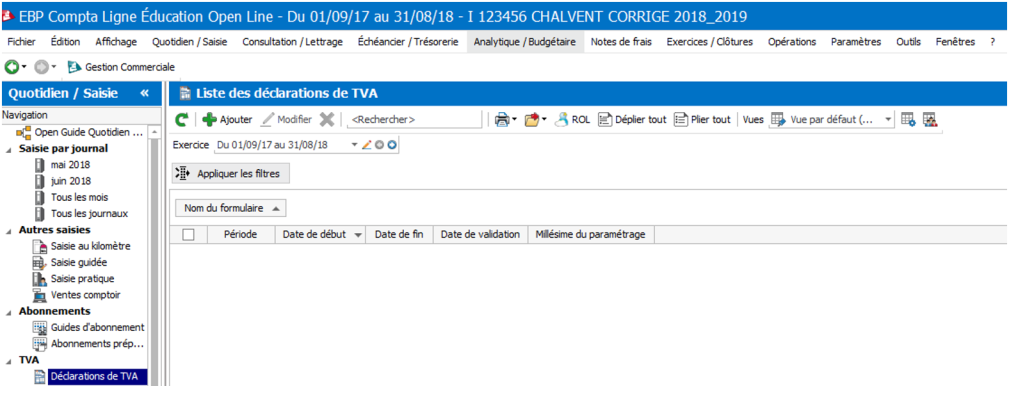 EBP Compta Ligne Éducation Open Line - Du 01/09/17 au 31/08/18 - I 123456 CHALVENT CORRIGE 2018_2019
Fichier Édition Affichage Quotidien / Saisie Consultation / Lettrage Échéancier / Trésorerie Analytique / Budgétaire Notes de frais Exercices / Clôtures Opérations Paramètres Outils Fenêtres ?
Gestion Commerciale
Quotidien / Saisie «
Navigation
Open Guide Quotidien ...
Saisie par journal
mai 2018
juin 2018
Tous les mois
Tous les journaux
Autres saisies
Saisie au kilomètre
Saisie guidée
Saisie pratique
Ventes comptoir
Abonnements
Guides d'abonnement
Abonnements prép...
TVA
Déclarations de TVA
Liste des déclarations de TVA
Ajouter Modifier <Rechercher> ROL Déplier tout Plier tout Vues Vue par défaut (...
Exercice Du 01/09/17 au 31/08/18
Appliquer les filtres
Nom du formulaire
Période Date de début Date de fin Date de validation Millésime du paramétrage